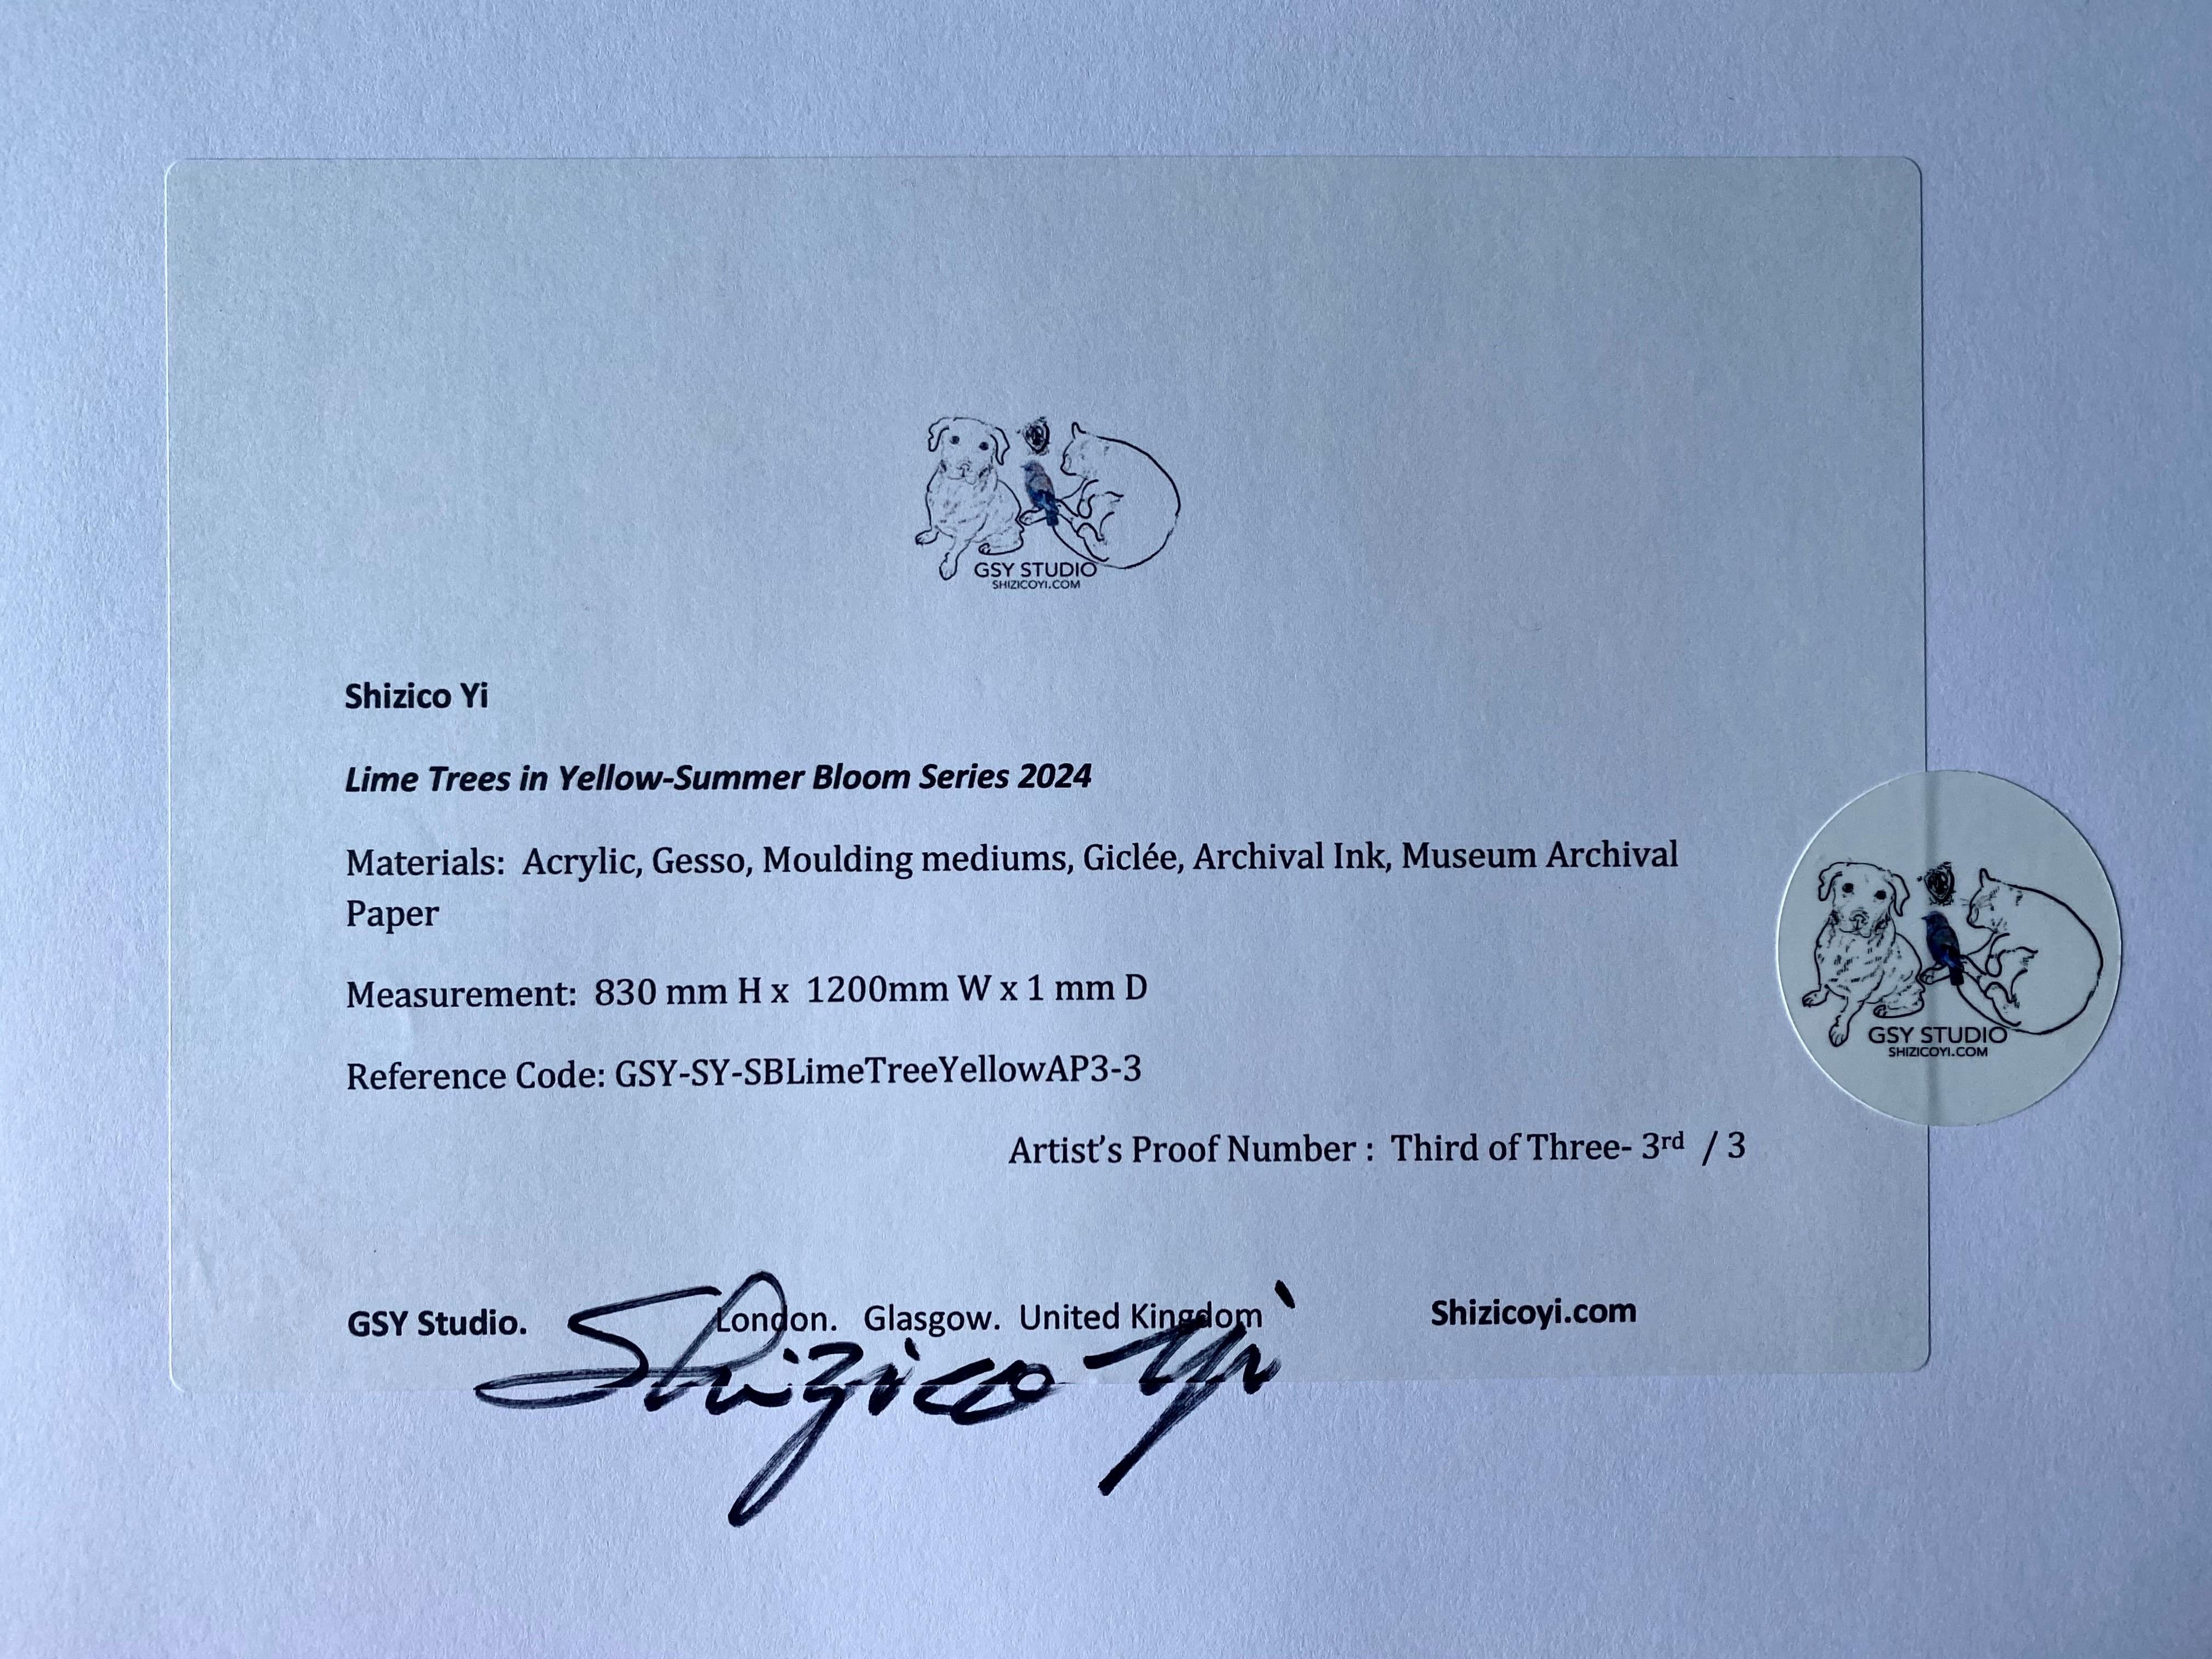 GSY STUDIO
SHIZICOYI.COM
Shizico Yi
Lime Trees in Yellow-Summer Bloom Series 2024
Materials:  Acrylic, Gesso, Moulding mediums, Giclée, Archival Ink, Museum Archival
Paper
Measurement:  830 mm H x  1200mm W x 1 mm D
Reference Code: GSY-SY-SBLimeTreeYellowAP3-3
GSY STUDIO
SHIZICOYI.COM
Artist’s Proof Number :  Third of Three- 3rd  / 3
GSY Studio. London.   Glasgow.  United Kingdom Shizicoyi.com
Shizico Yi